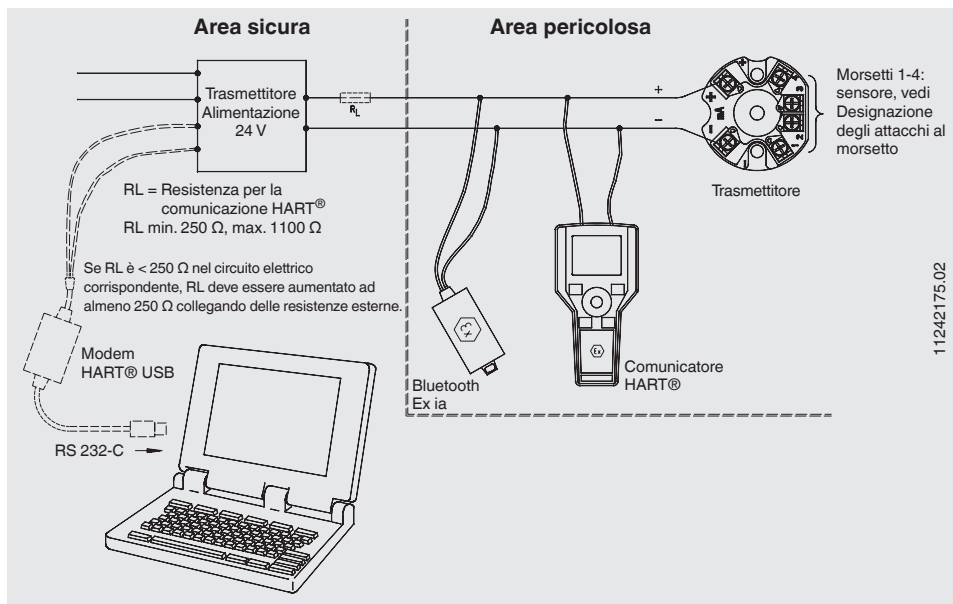 Area sicura
Area pericolosa
Trasmettitore
Alimentazione
24 V
RL
+
−
Morsetti 1-4:
sensore, vedi
Designazione
degli attacchi al
morsetto
Trasmettitore
RL = Resistenza per la
comunicazione HART®
RL min. 250 Ω, max. 1100 Ω
Se RL è < 250 Ω nel circuito elettrico
corrispondente, RL deve essere aumentato ad
almeno 250 Ω collegando delle resistenze esterne.
Modem
HART® USB
RS 232-C
Bluetooth
Ex ia
Ex
Comunicatore
HART®
11242175.02